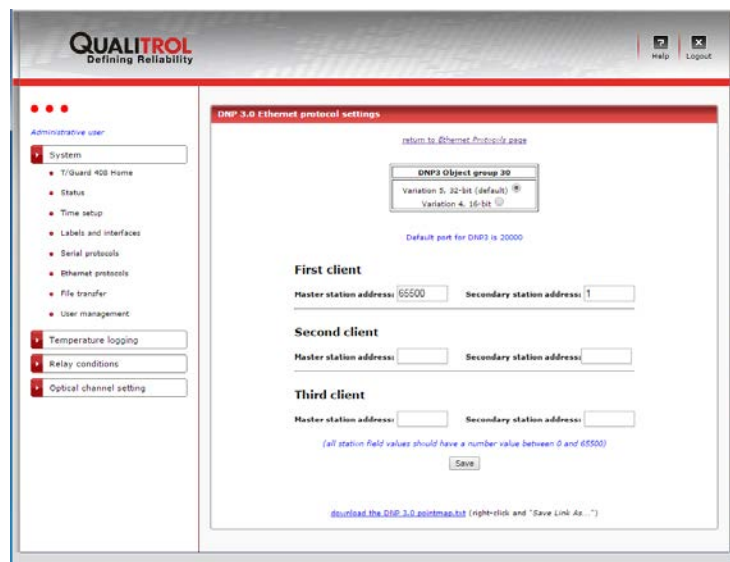 QUALITROL
Defining Reliability
Help
Logout
Administrative user
System
T/Guard 408 Home
Status
Time setup
Labels and interfaces
Serial protocols
Ethernet protocols
File transfer
User management
Temperature logging
Relay conditions
Optical channel setting
DNP 3.0 Ethernet protocol settings
return to Ethernet Protocols page
DNP3 Object group 30
Variation 5, 32-bit (default)
Variation 4, 16-bit
Default port for DNP3 is 20000
First client
Master station address: 65500 Secondary station address: 1
Second client
Master station address: Secondary station address:
Third client
Master station address: Secondary station address:
(all station field values should have a number value between 0 and 65500)
Save
download the DNP 3.0 pointmap.txt (right-click and "Save Link As...")